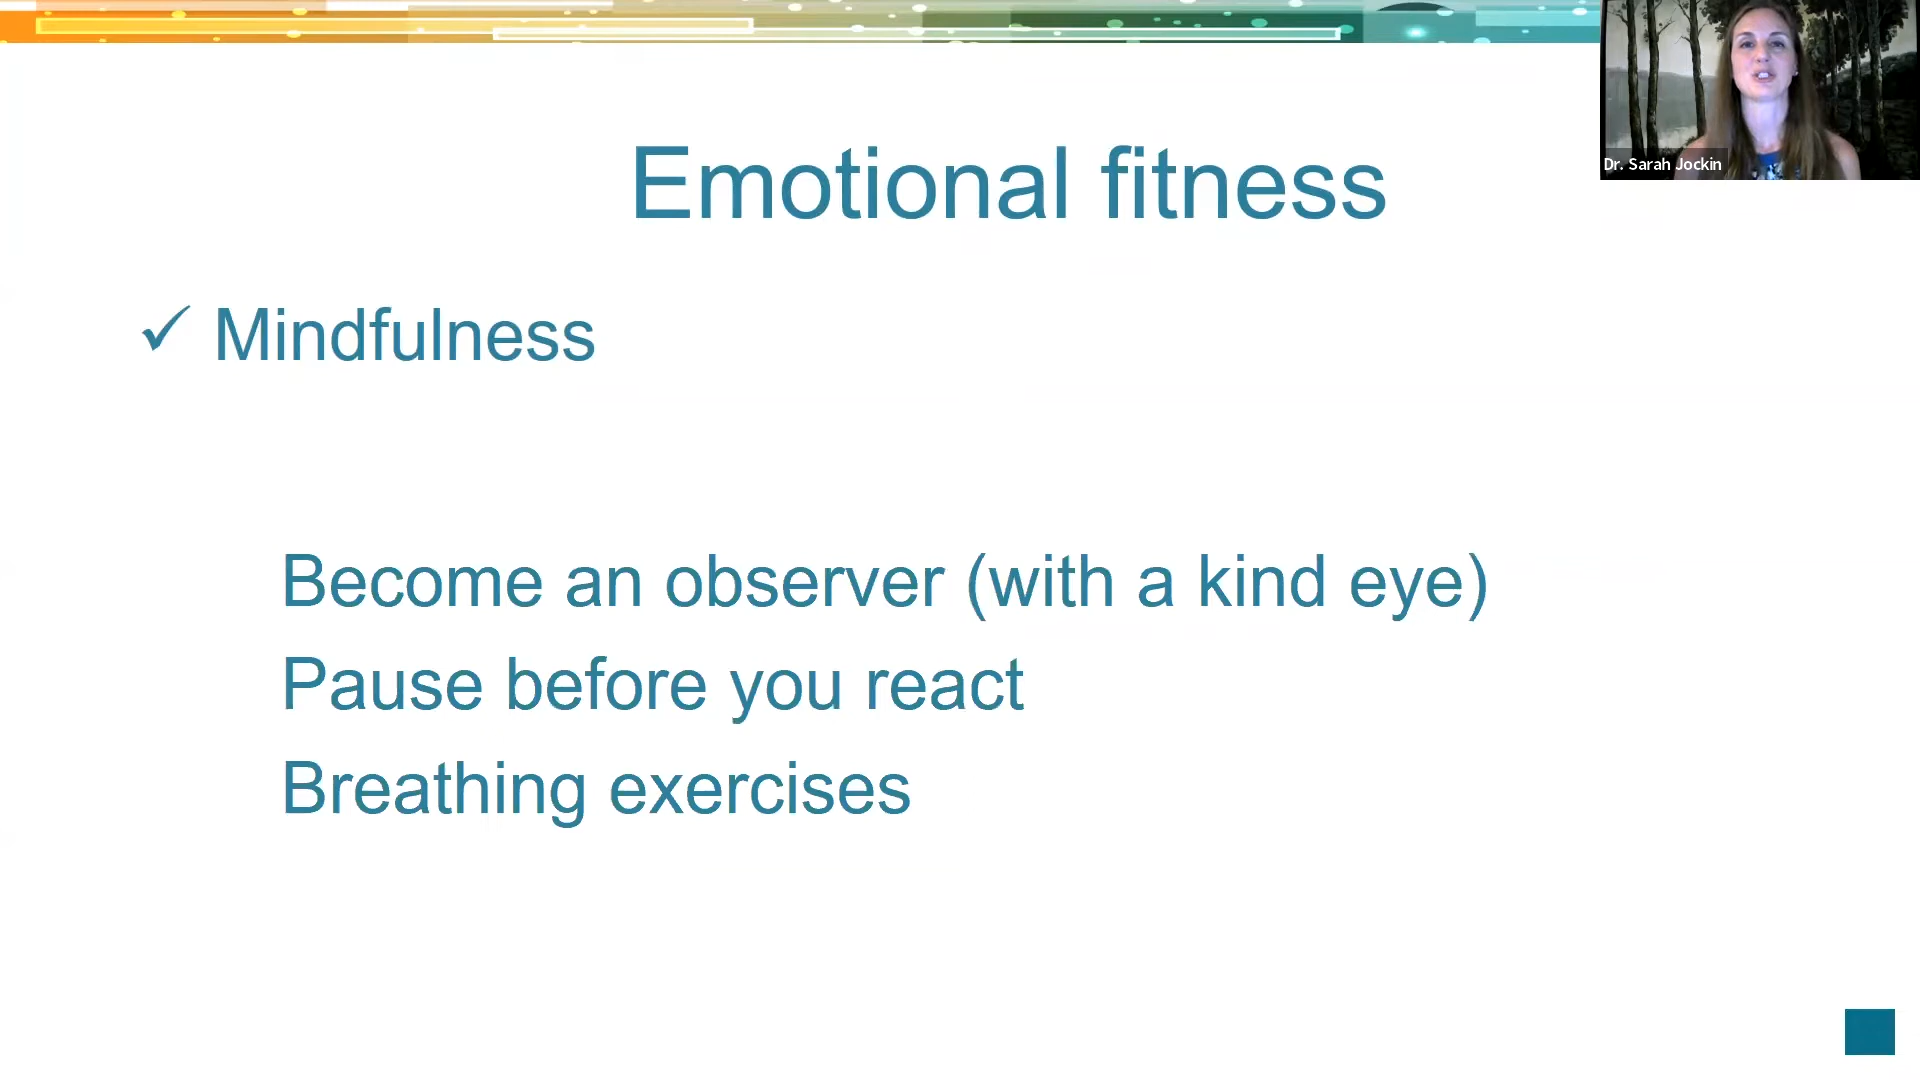 Dr. Sarah Jockin
Emotional fitness
✓ Mindfulness
Become an observer (with a kind eye)
Pause before you react
Breathing exercises